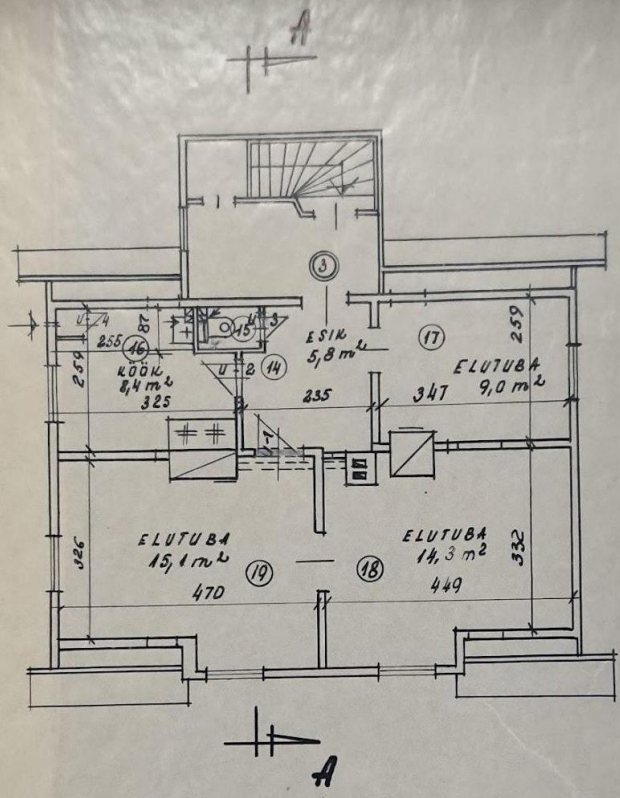 A
3
U-4
87
U 3
15
259
255
16
KÖÖK
8,4 m²
325
U 2
14
ESIK
5,8 m²
235
17
259
ELUTUBA
9,0 m²
347
326
ELUTUBA
15,1 m²
19
470
ELUTUBA
14,3 m²
18
449
332
A